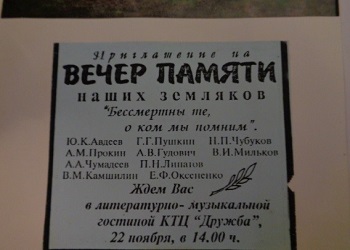 Приглашение на
ВЕЧЕР ПАМЯТИ
наших земляков
"Бессмертны те,
о ком мы помним".
Ю.К.Авдеев Г.Г.Пушкин Н.П.Чубуков
А.М.Прокин А.В.Гудович В.И.Мильков
А.А.Чумалеев П.Н.Липатов
В.М.Камшилин Е.Ф.Оксененко
Ждем Вас
в литературно- музыкальной
гостиной КТЦ "Дружба",
22 ноября, в 14.00 ч.